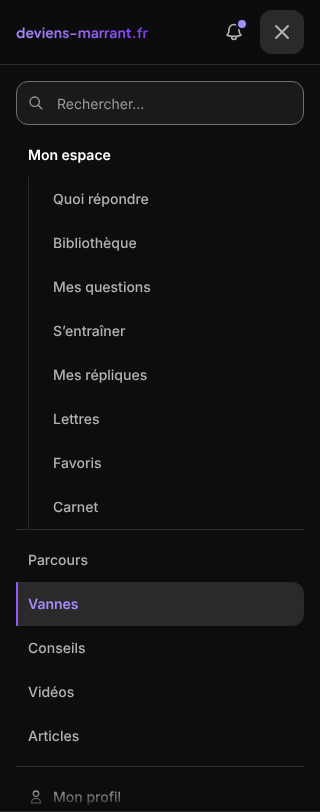 deviens-marrant.fr
Rechercher...
Mon espace
Quoi répondre
Bibliothèque
Mes questions
S’entraîner
Mes répliques
Lettres
Favoris
Carnet
Parcours
Vannes
Conseils
Vidéos
Articles
Mon profil